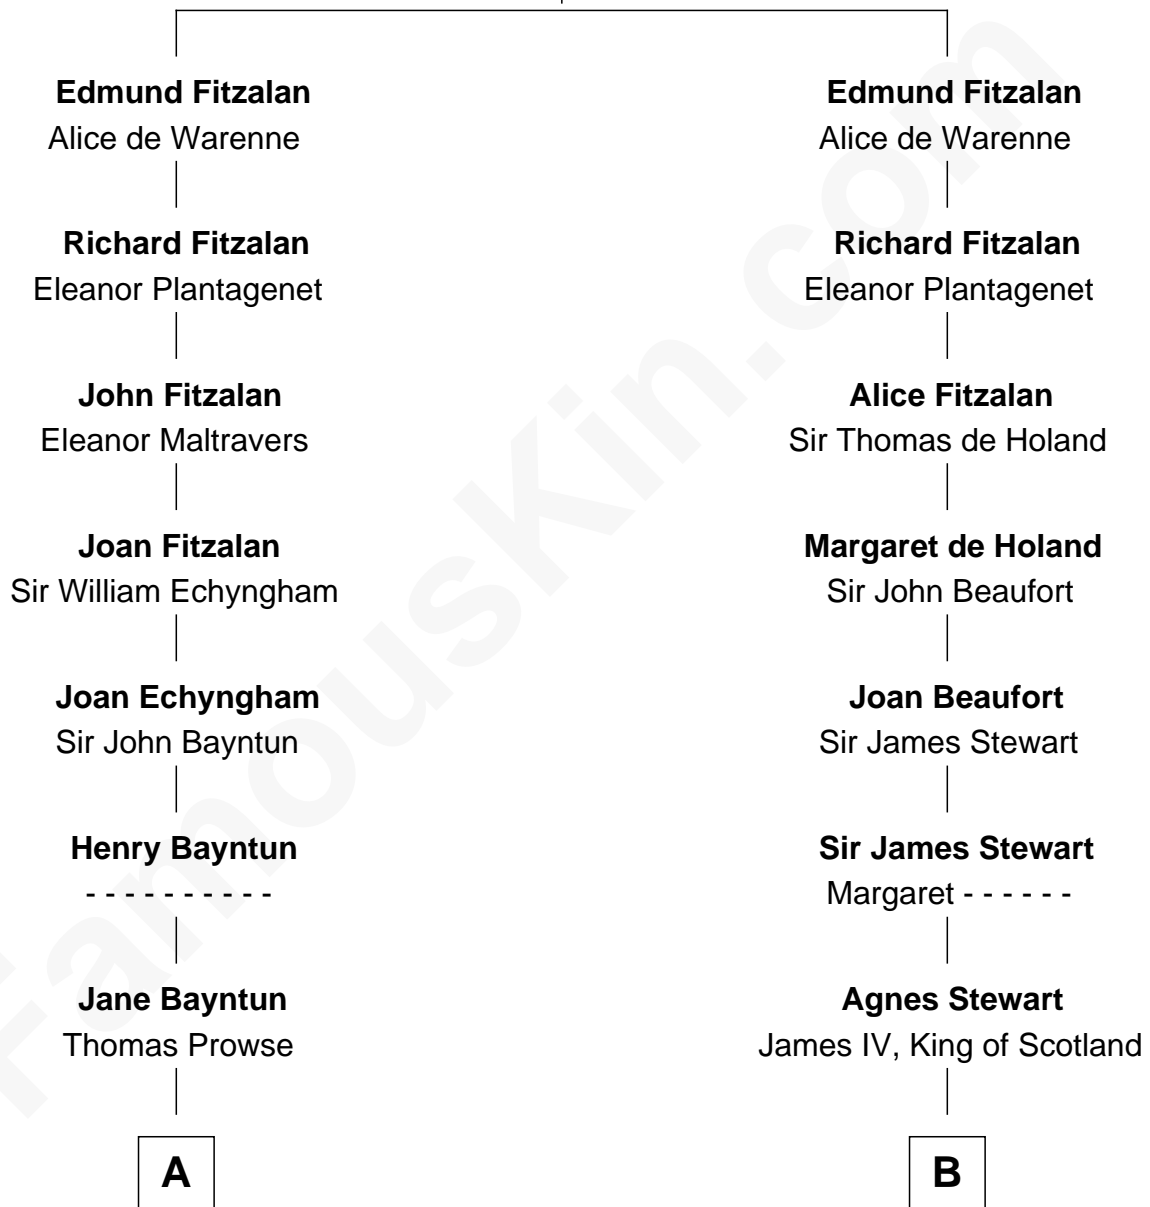 Edmund Fitzalan
Alice de Warenne
Richard Fitzalan
Eleanor Plantagenet
John Fitzalan
Eleanor Maltravers
Joan Fitzalan
Sir William Echyngham
Joan Echyngham
Sir John Bayntun
Henry Bayntun
- - - - - - - - - -
Jane Bayntun
Thomas Prowse
A
Edmund Fitzalan
Alice de Warenne
Richard Fitzalan
Eleanor Plantagenet
Alice Fitzalan
Sir Thomas de Holand
Margaret de Holand
Sir John Beaufort
Joan Beaufort
Sir James Stewart
Sir James Stewart
Margaret - - - - - -
Agnes Stewart
James IV, King of Scotland
B
FamousKin.com